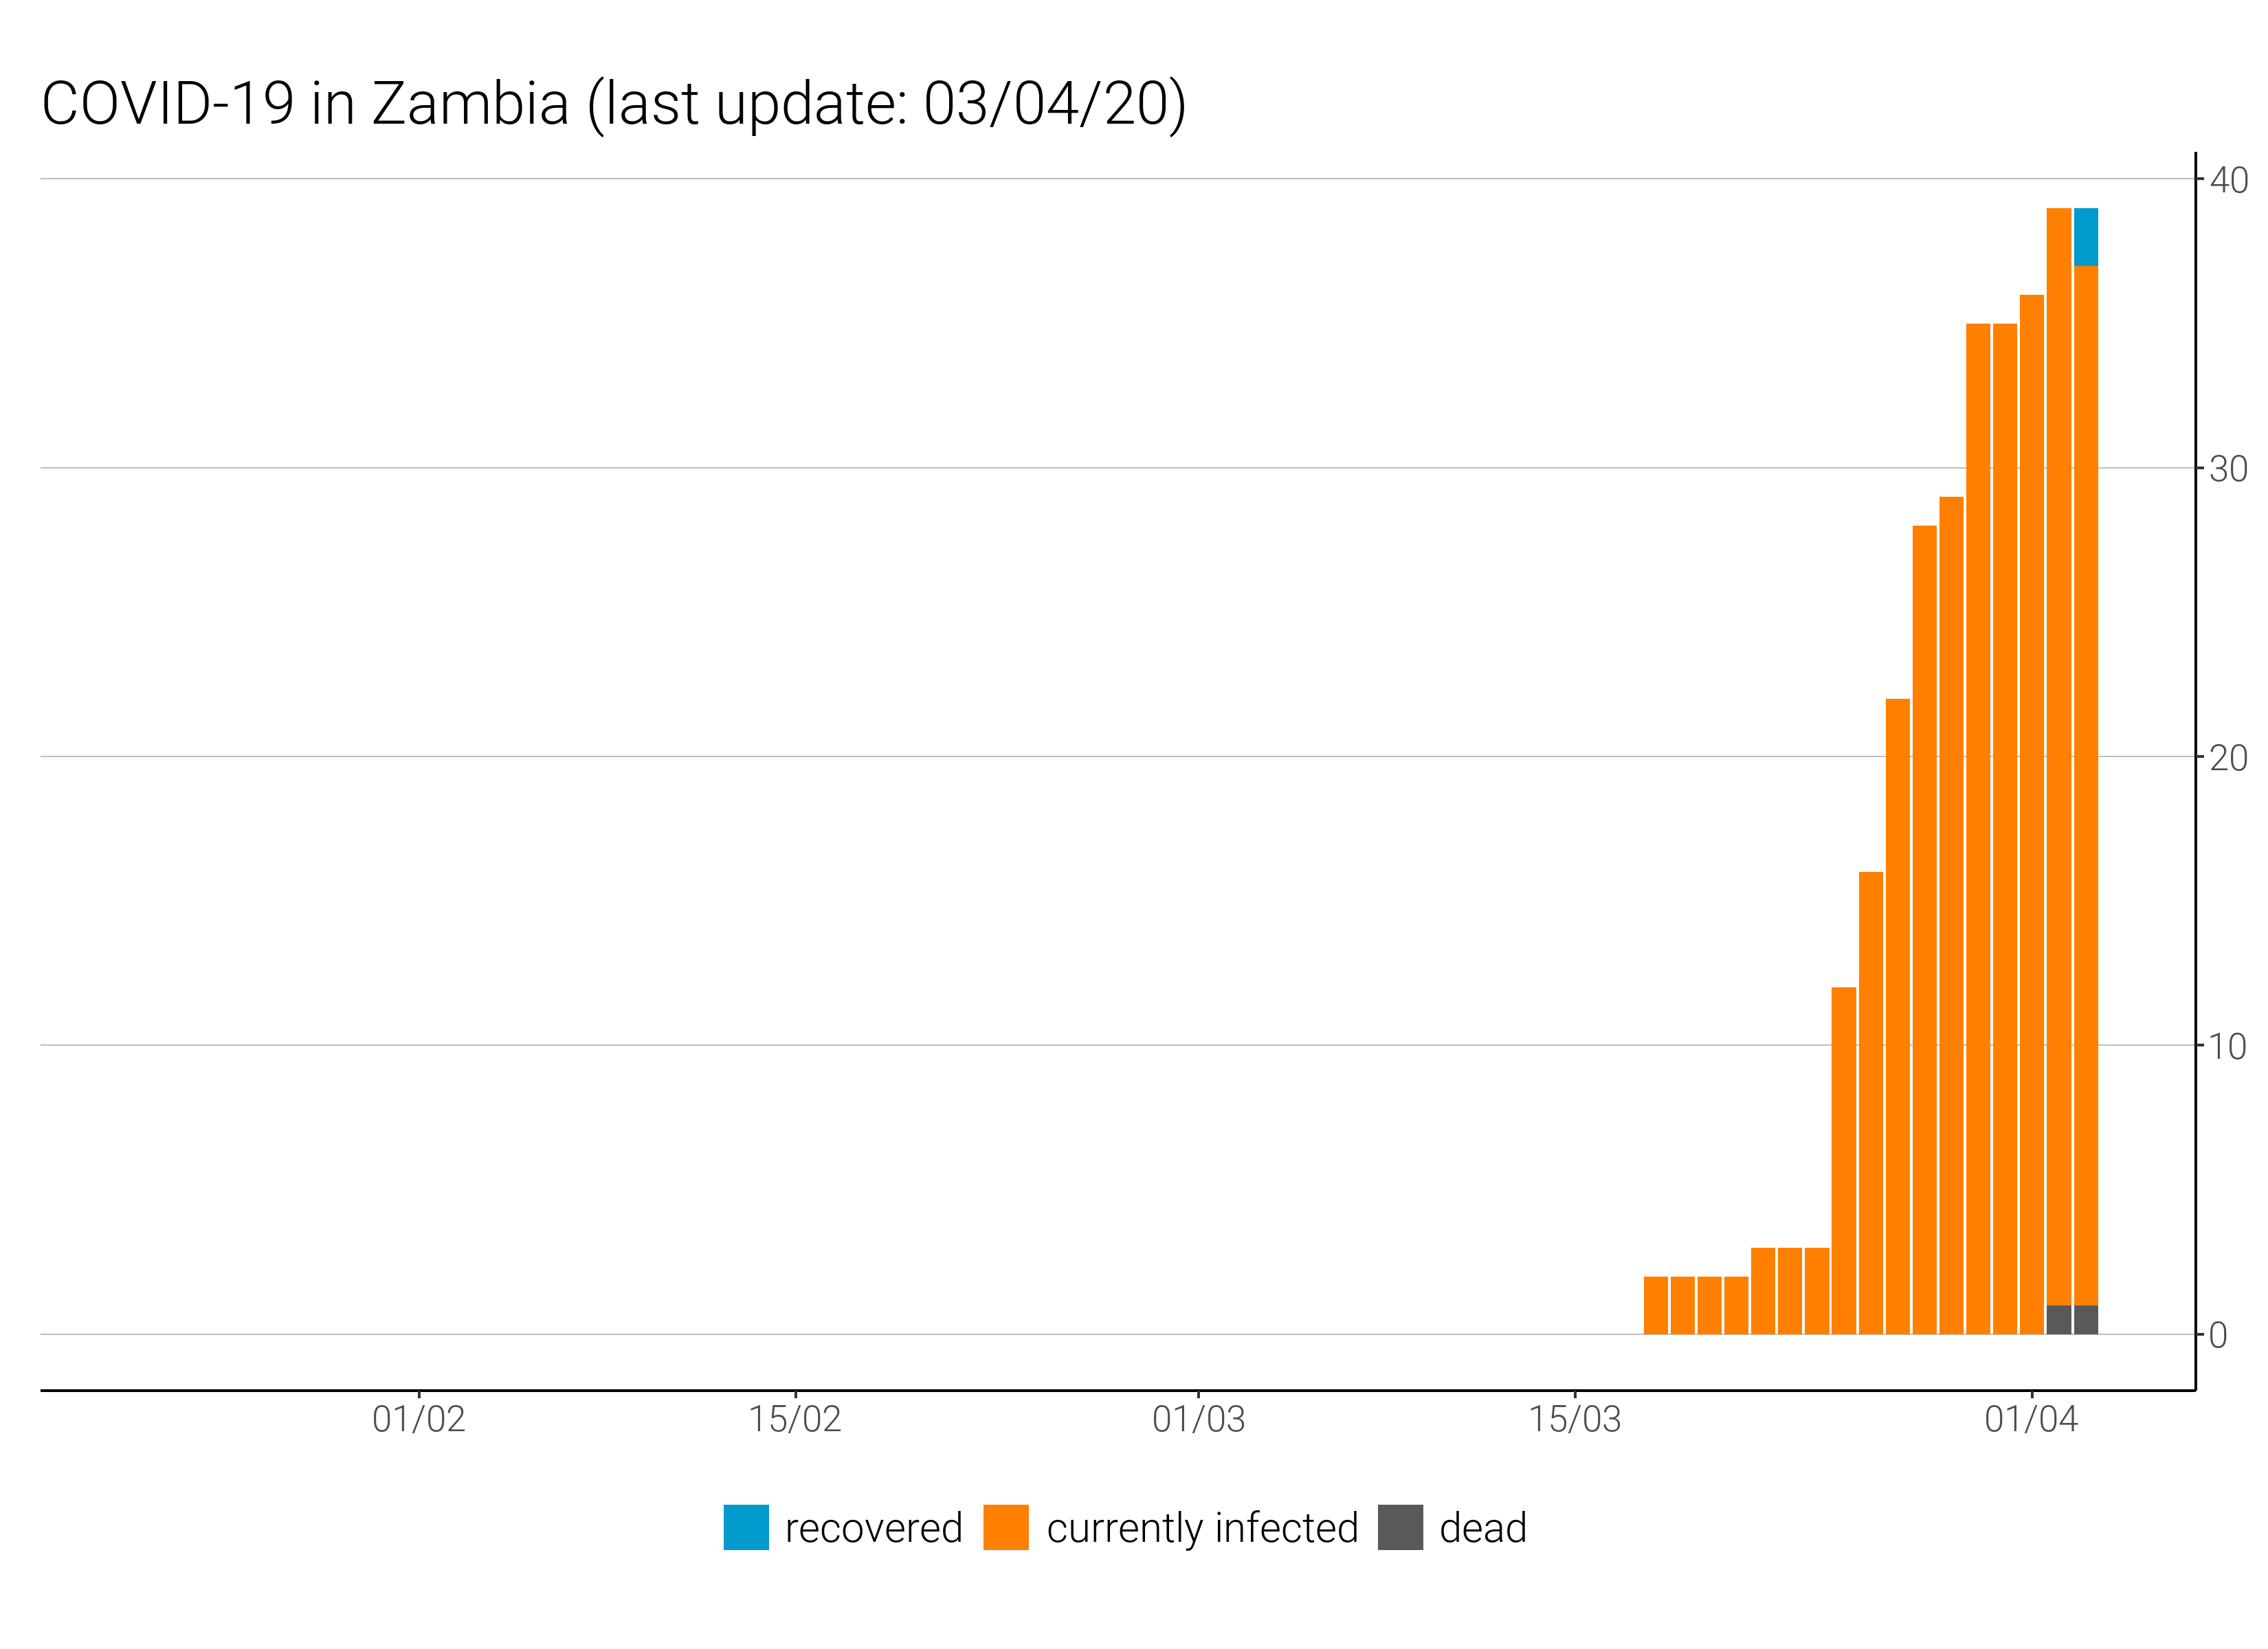 COVID-19 in Zambia (last update: 03/04/20)
40
30
20
10
0
01/02 15/02 01/03 15/03 01/04
recovered currently infected dead